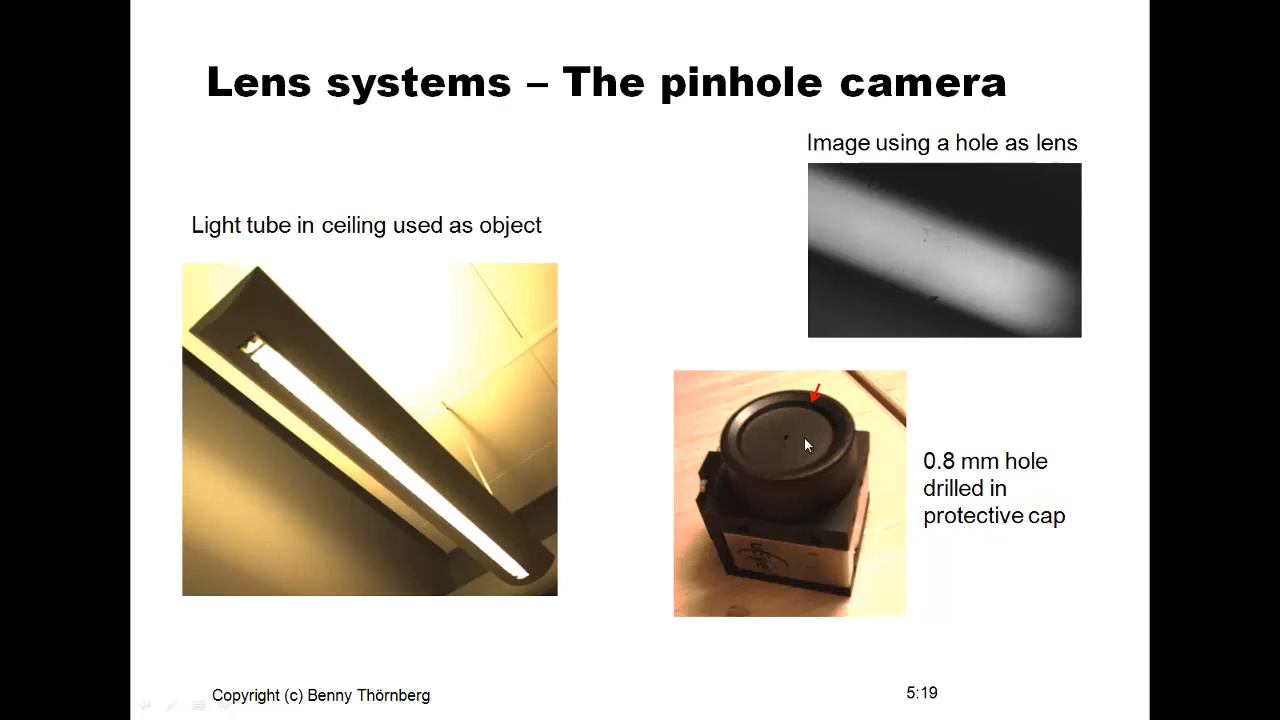 Lens systems – The pinhole camera
Image using a hole as lens
Light tube in ceiling used as object
0.8 mm hole
drilled in
protective cap
Copyright (c) Benny Thörnberg
5:19